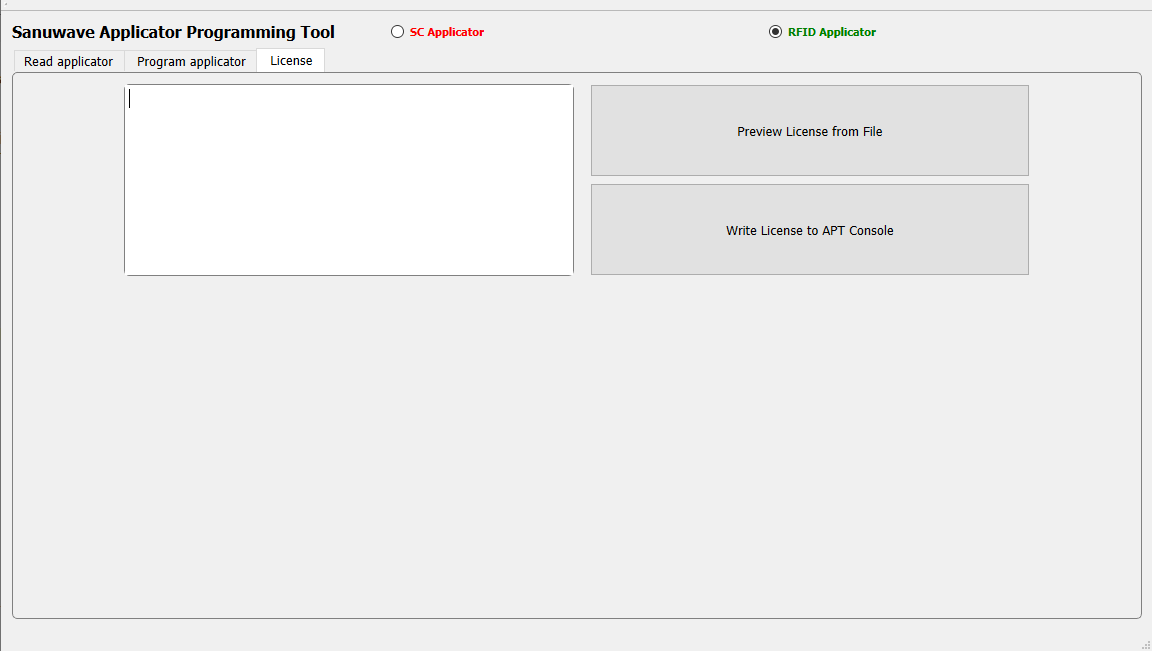 Sanuwave Applicator Programming Tool
SC Applicator
RFID Applicator
Read applicator
Program applicator
License
Preview License from File
Write License to APT Console